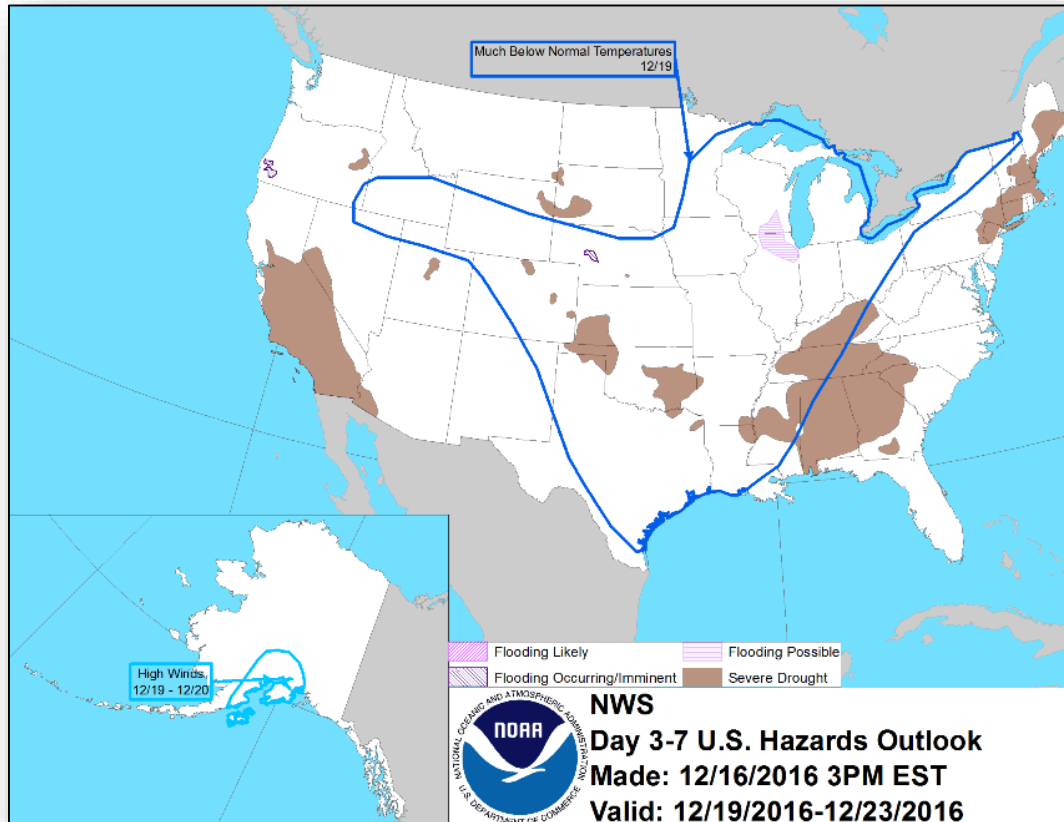 Much Below Normal Temperatures
12/19
High Winds,
12/19 - 12/20
Flooding Likely
Flooding Possible
Flooding Occurring/Imminent
Severe Drought
NATIONAL OCEANIC AND ATMOSPHERIC ADMINISTRATION
NOAA
U.S. DEPARTMENT OF COMMERCE
NWS
Day 3-7 U.S. Hazards Outlook
Made: 12/16/2016 3PM EST
Valid: 12/19/2016-12/23/2016